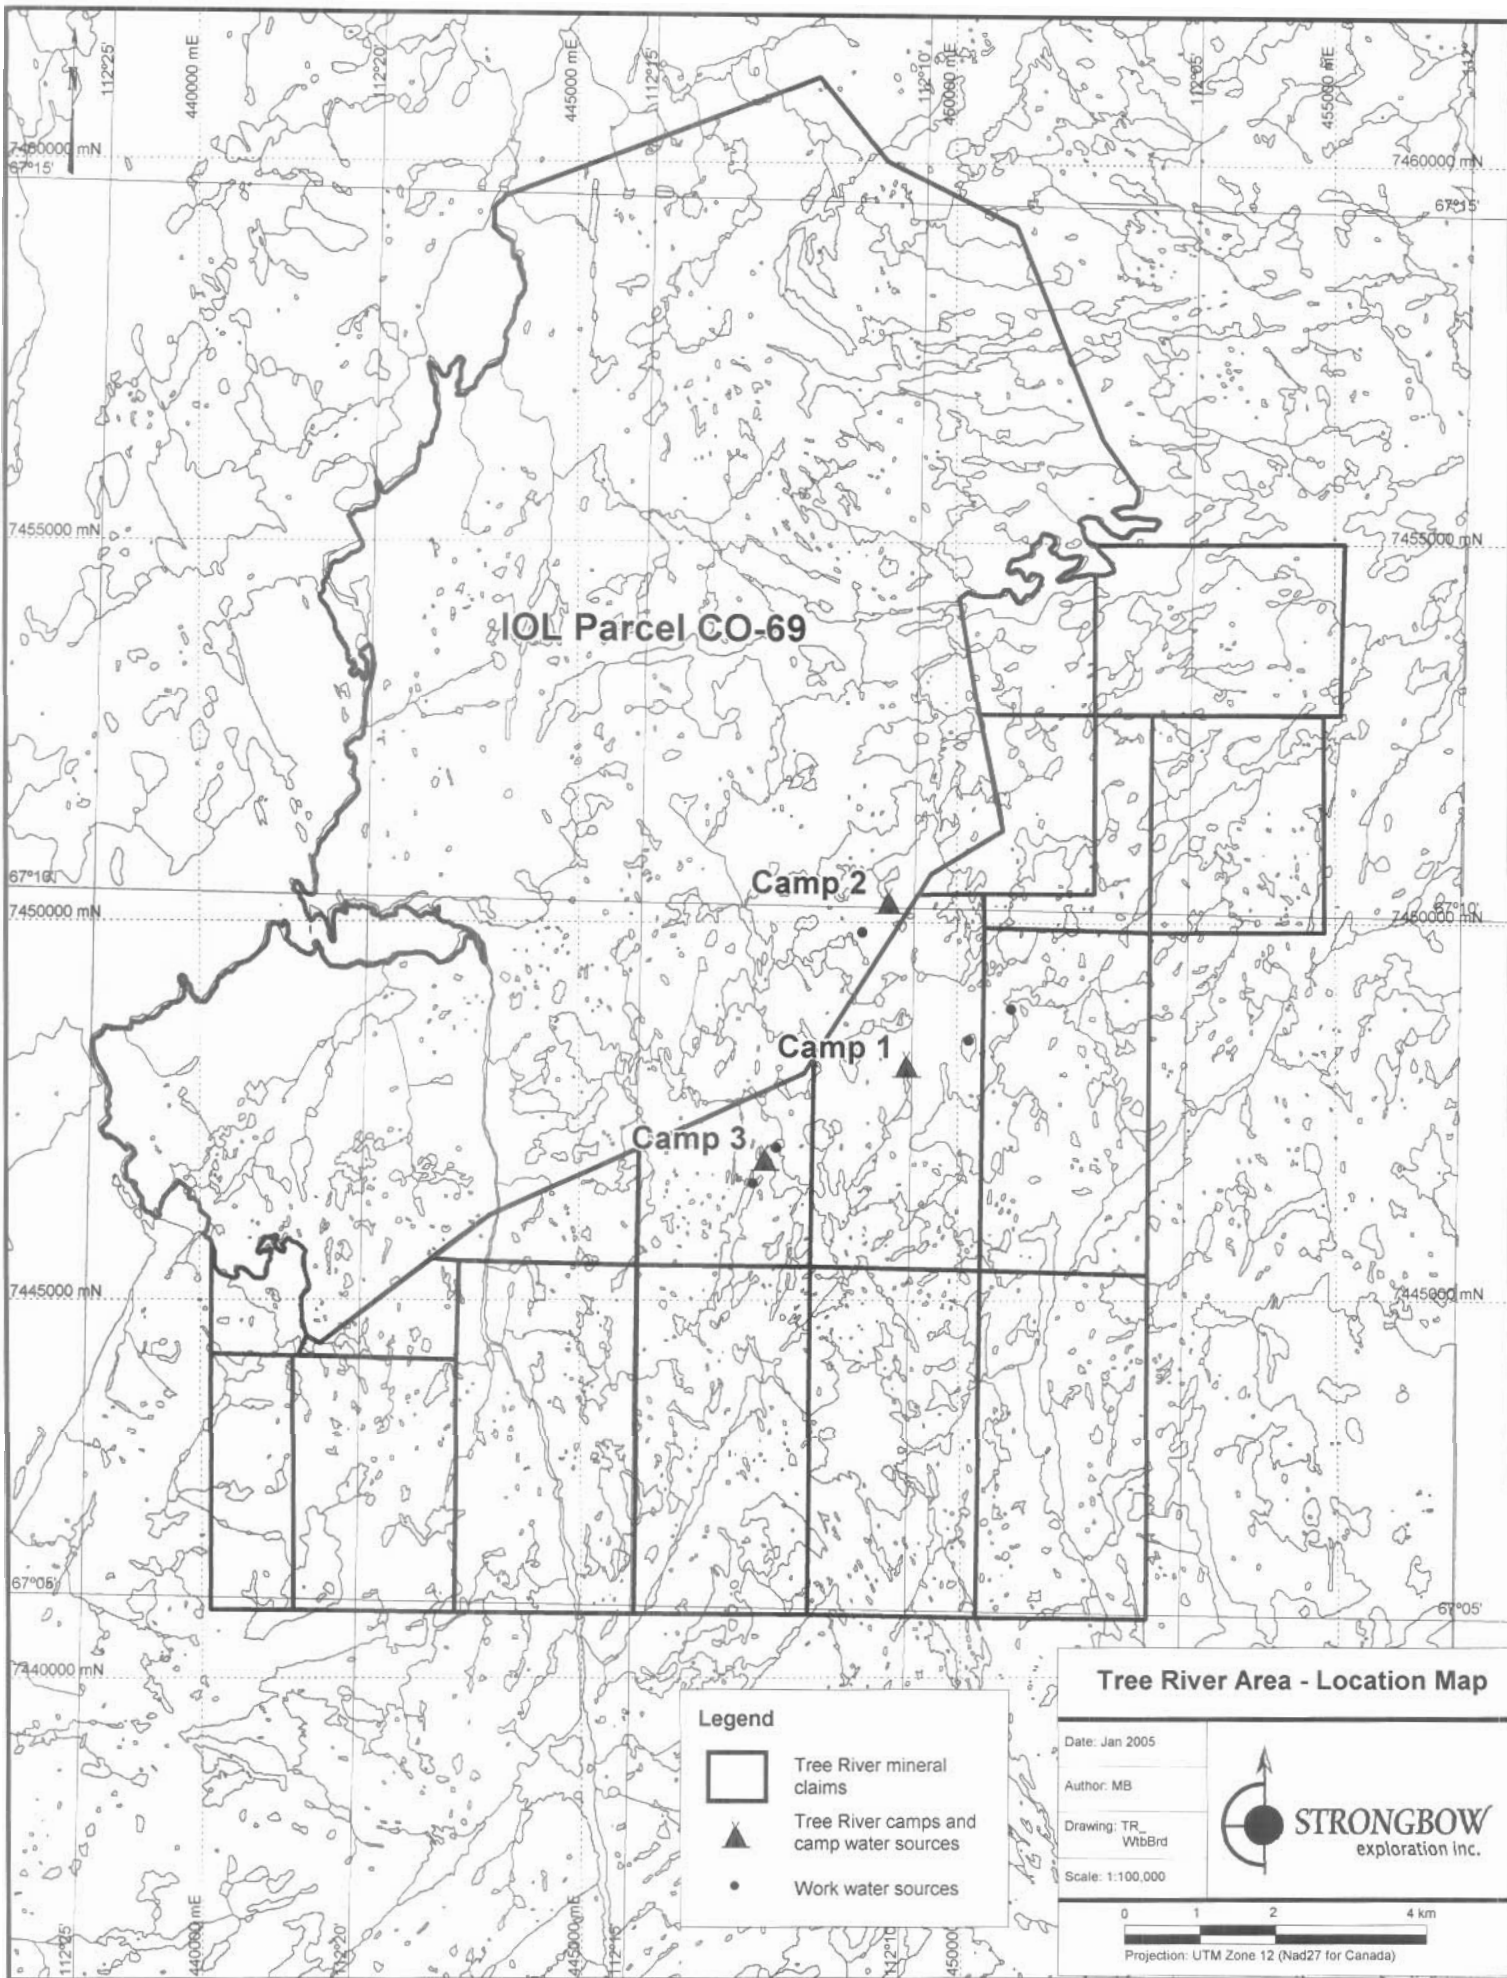 112°25'
440000 mE
112°20'
445000 mE
112°15'
112°10'
460000 mE
112°05'
455000 mE
112°
7460000 mN
67°15'
7460000 mN
67°15'
7455000 mN
7455000 mN
IOL Parcel CO-69
67°10'
7450000 mN
Camp 2
67°10'
7450000 mN
Camp 1
Camp 3
7445000 mN
7445000 mN
67°05'
67°05'
7440000 mN
112°25'
440000 mE
112°20'
445000 mE
112°15'
112°10'
450000
Legend
Tree River mineral
claims
Tree River camps and
camp water sources
Work water sources
Tree River Area - Location Map
Date: Jan 2005
Author: MB
Drawing: TR_
WtbBrd
Scale: 1:100,000
STRONGBOW
exploration inc.
0 1 2 4 km
Projection: UTM Zone 12 (Nad27 for Canada)